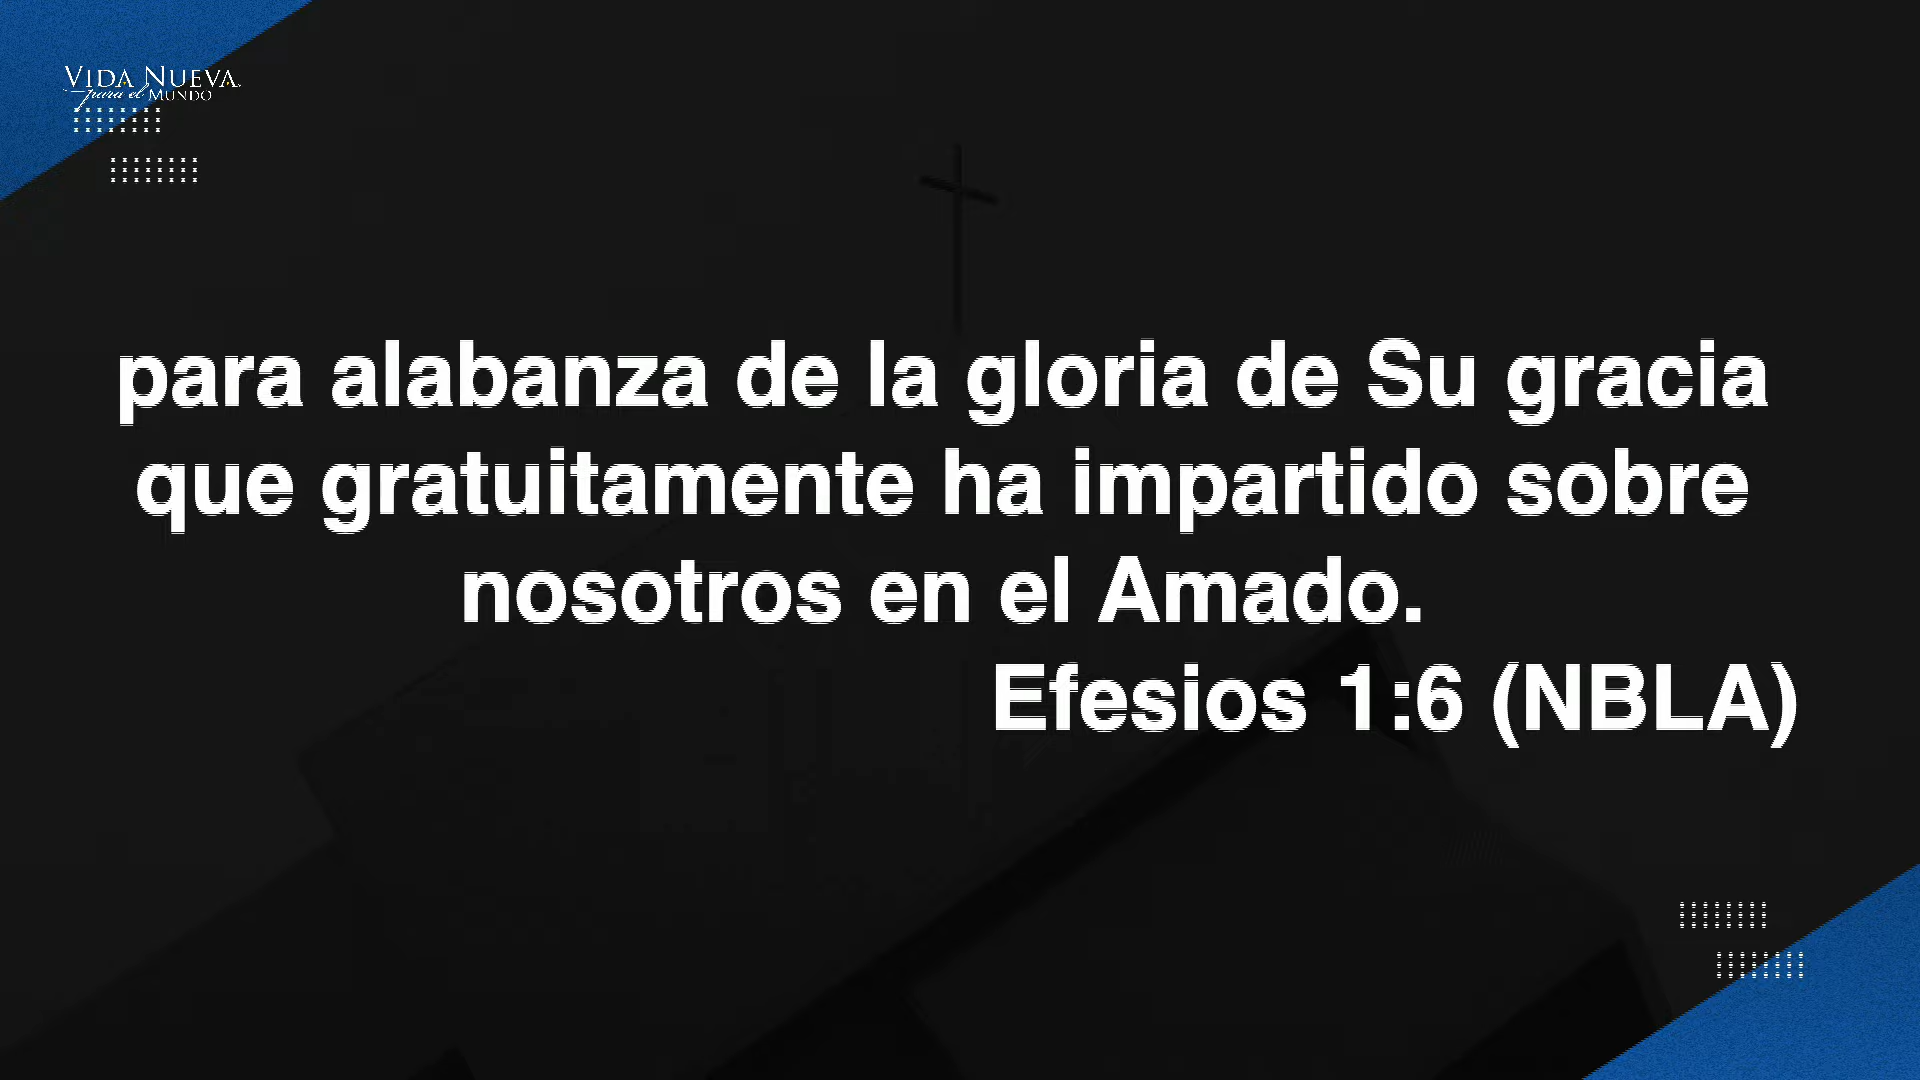 VIDA NUEVA
para el MUNDO
para alabanza de la gloria de Su gracia
que gratuitamente ha impartido sobre
nosotros en el Amado.
Efesios 1:6 (NBLA)